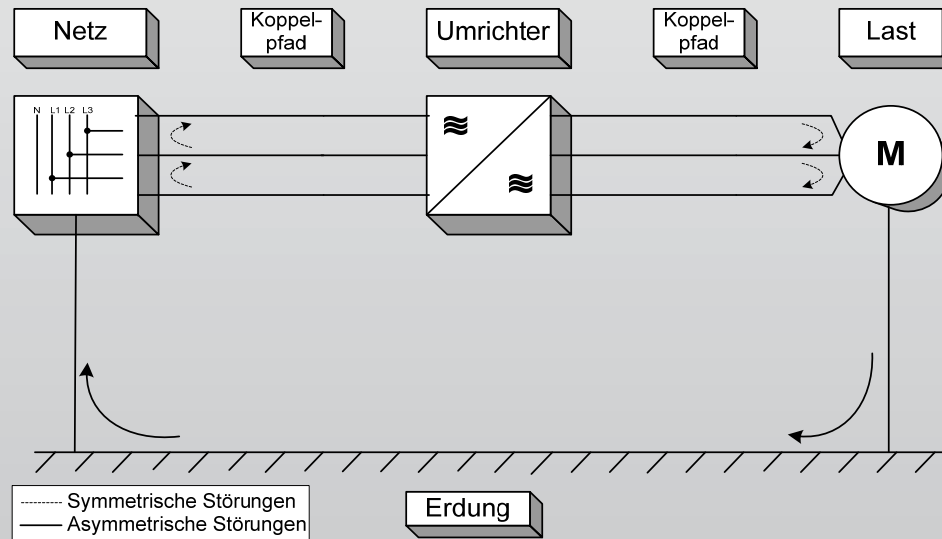 Netz
Koppel-
pfad
Umrichter
Koppel-
pfad
Last
N L1 L2 L3
M
Symmetrische Störungen
Asymmetrische Störungen
Erdung